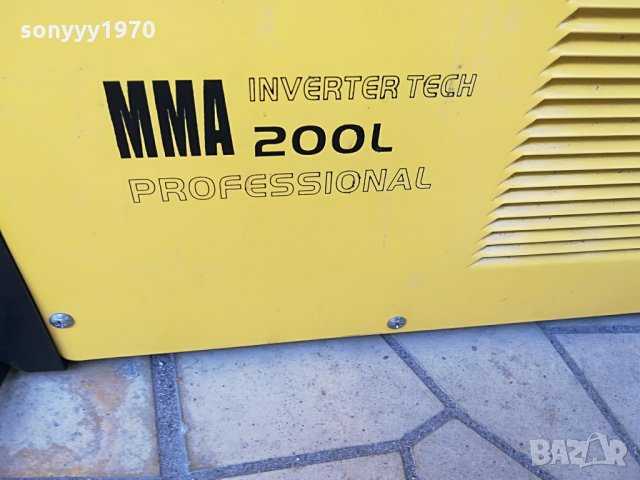 sonyyy1970
MMA INVERTER TECH
200L
PROFESSIONAL
BAZAR